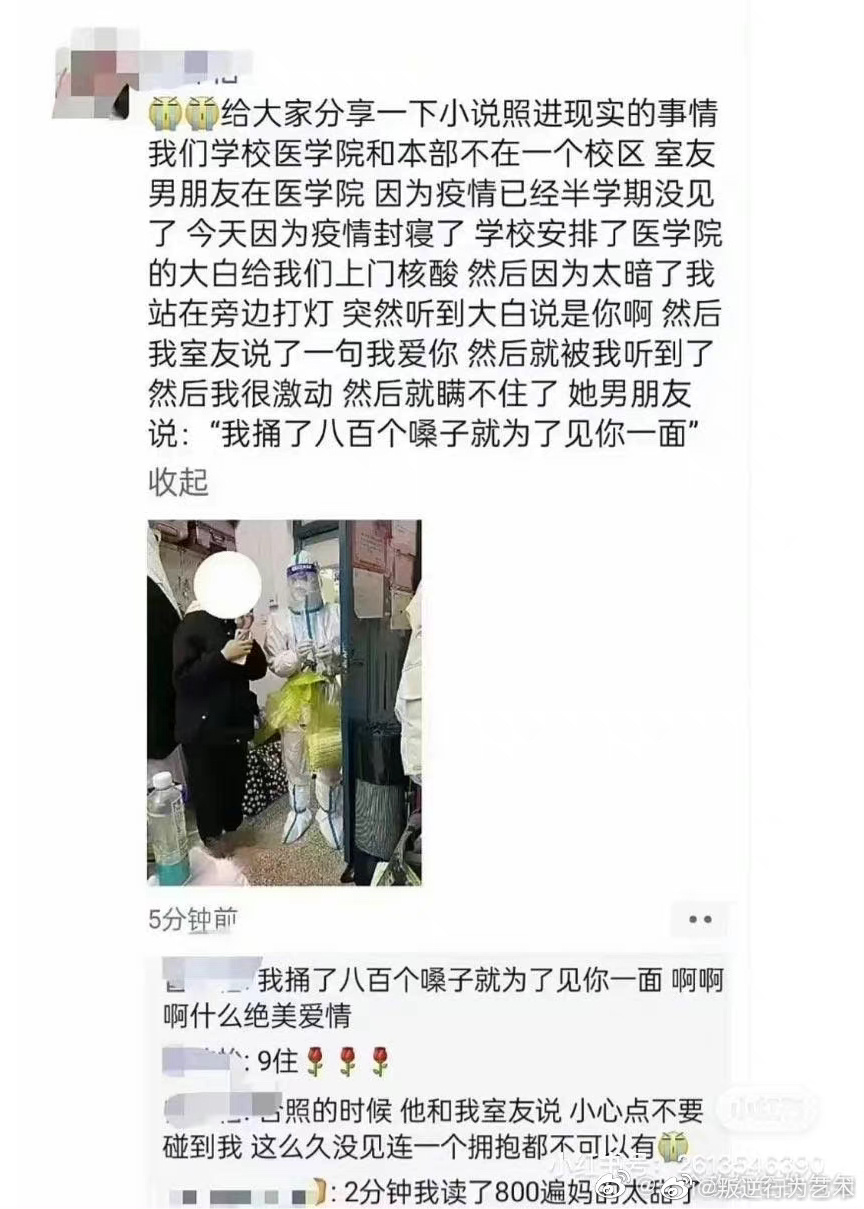 给大家分享一下小说照进现实的事情
我们学校医学院和本部不在一个校区 室友
男朋友在医学院 因为疫情已经半学期没见
了 今天因为疫情封寝了 学校安排了医学院
的大白给我们上门核酸 然后因为太暗了我
站在旁边打灯 突然听到大白说是你啊 然后
我室友说了一句我爱你 然后就被我听到了
然后我很激动 然后就瞒不住了 她男朋友
说：“我捅了八百个嗓子就为了见你一面”
收起
5分钟前
我捅了八百个嗓子就为了见你一面 啊啊
啊什么绝美爱情
: 9住🌹🌹🌹
合照的时候 他和我室友说 小心点不要
碰到我 这么久没见连一个拥抱都不可以有
: 2分钟我读了800遍妈的太甜了
小红书
小红书号：2613546390
@叛逆行为艺术